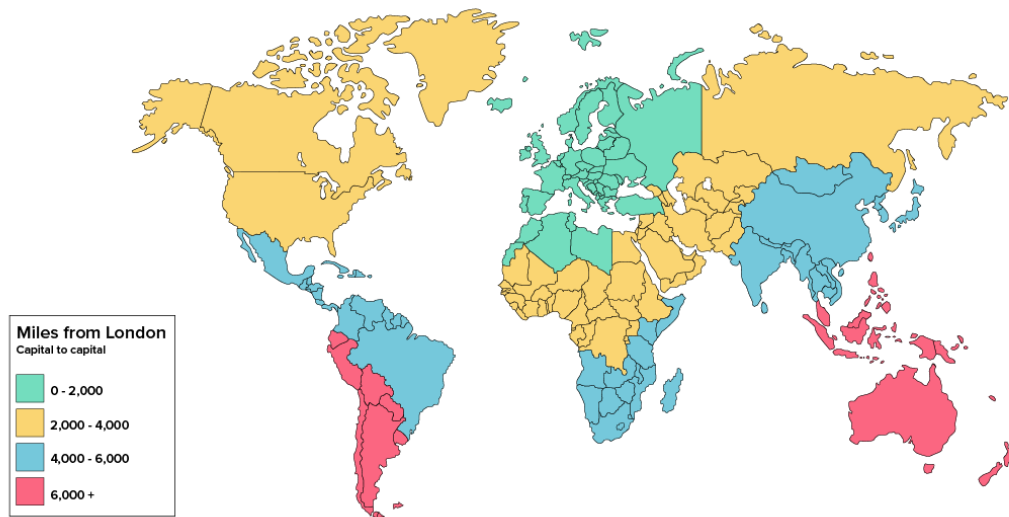 Miles from London
Capital to capital
0 - 2,000
2,000 - 4,000
4,000 - 6,000
6,000 +